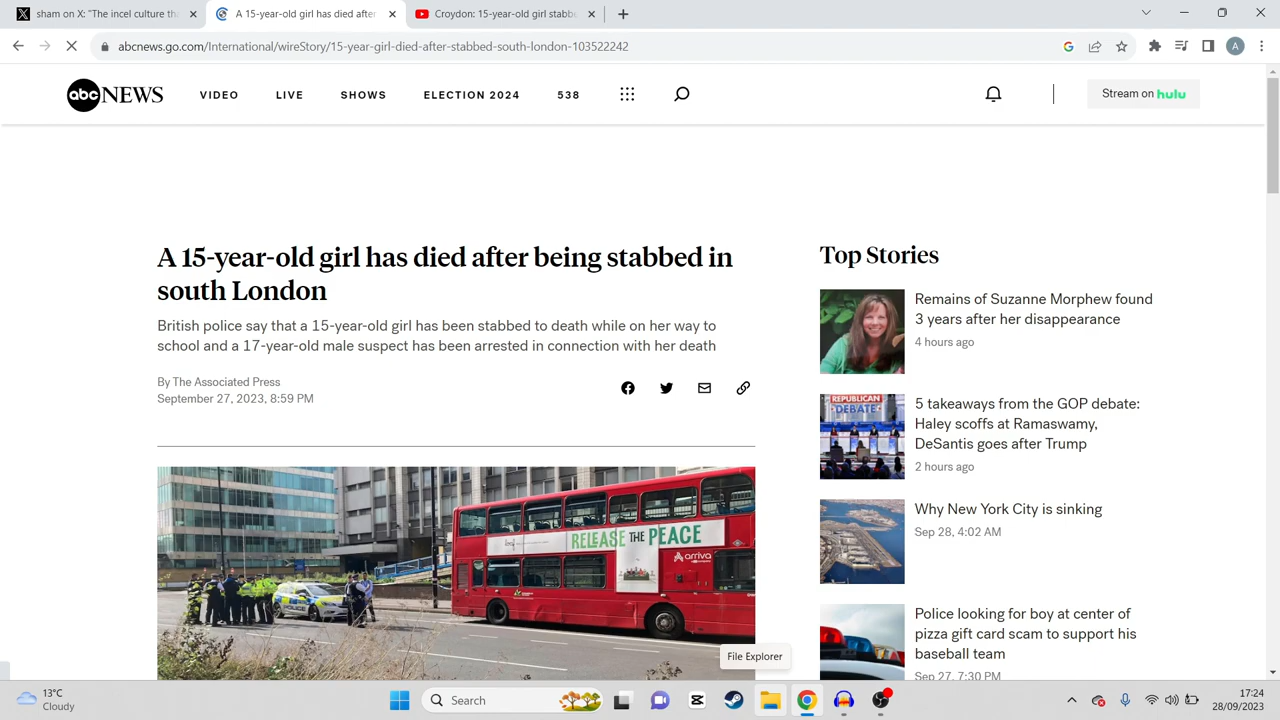 sham on X: "The incel culture th
A 15-year-old girl has died after
Croydon: 15-year-old girl stabbe
abcnews.go.com/International/wireStory/15-year-girl-died-after-stabbed-south-london-103522242
A
abc NEWS
VIDEO
LIVE
SHOWS
ELECTION 2024
538
Stream on hulu
A 15-year-old girl has died after being stabbed in
south London
British police say that a 15-year-old girl has been stabbed to death while on her way to
school and a 17-year-old male suspect has been arrested in connection with her death
By The Associated Press
September 27, 2023, 8:59 PM
RELEASE THE PEACE
arriva
Top Stories
Remains of Suzanne Morphew found
3 years after her disappearance
4 hours ago
REPUBLICAN
DEBATE
5 takeaways from the GOP debate:
Haley scoffs at Ramaswamy,
DeSantis goes after Trump
2 hours ago
Why New York City is sinking
Sep 28, 4:02 AM
Police looking for boy at center of
pizza gift card scam to support his
baseball team
Sep 27, 7:30 PM
File Explorer
13°C
Cloudy
Search
17:24
28/09/2023